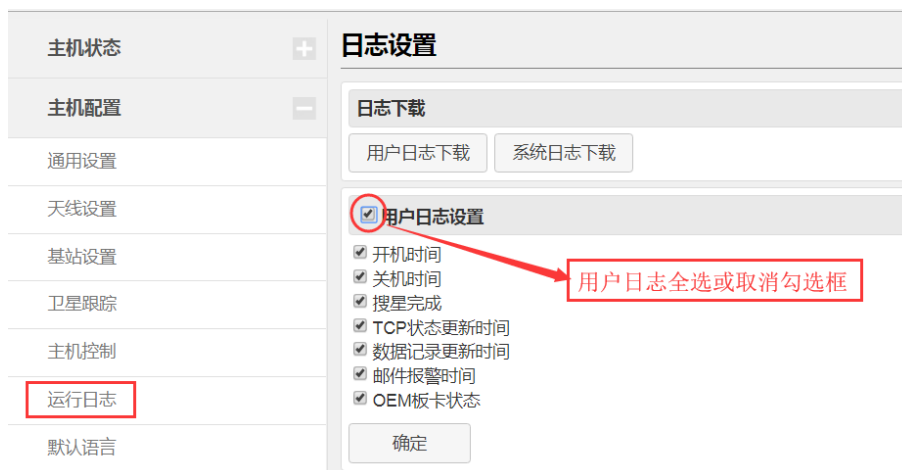 主机状态
主机配置
通用设置
天线设置
基站设置
卫星跟踪
主机控制
运行日志
默认语言
日志设置
日志下载
用户日志下载 系统日志下载
用户日志设置
开机时间
关机时间
搜星完成
TCP状态更新时间
数据记录更新时间
邮件报警时间
OEM板卡状态
确定
用户日志全选或取消勾选框